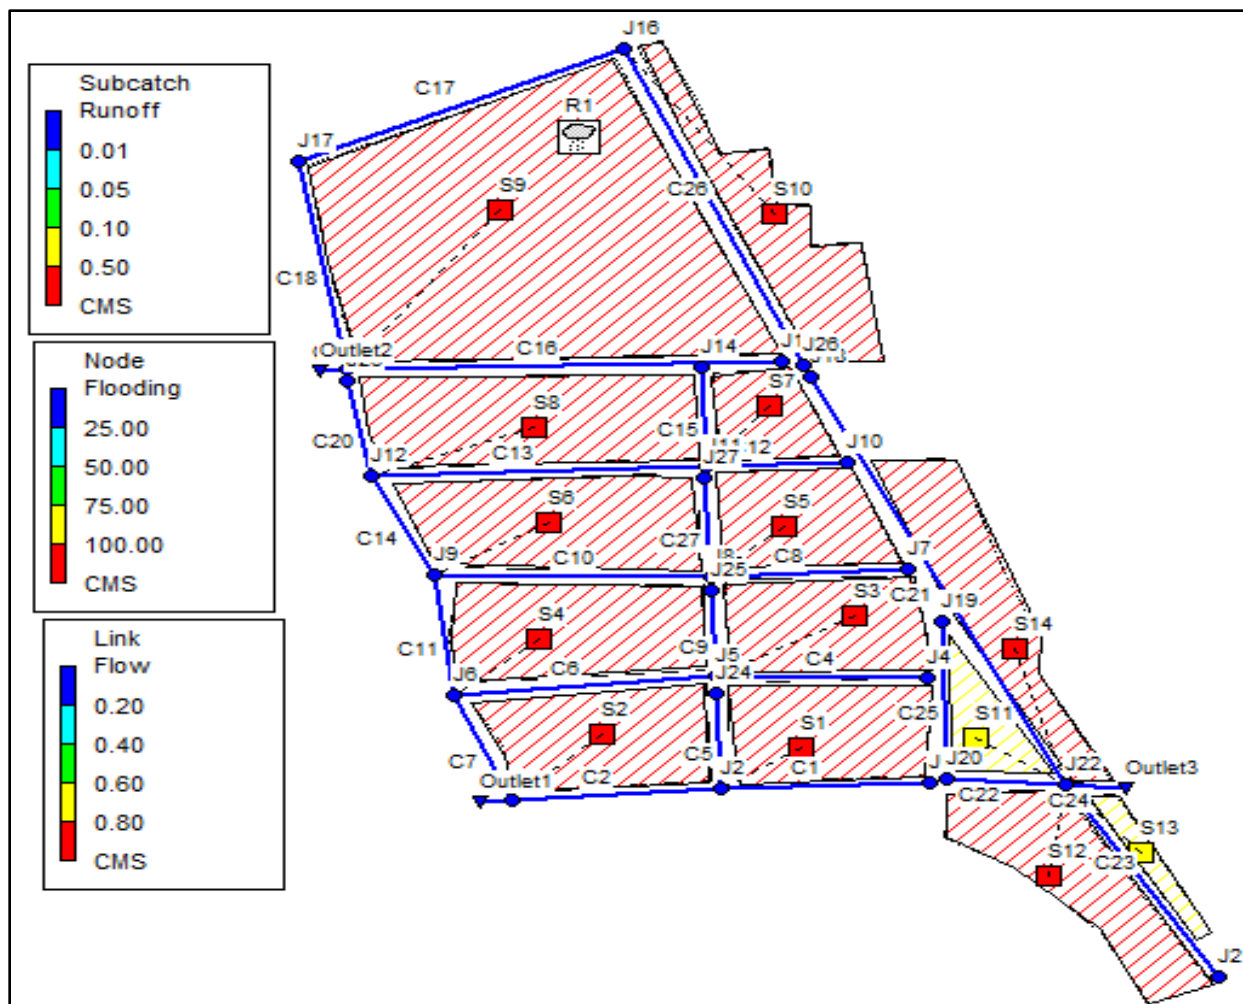 Subcatch
Runoff
0.01
0.05
0.10
0.50
CMS
Node
Flooding
25.00
50.00
75.00
100.00
CMS
Link
Flow
0.20
0.40
0.60
0.80
CMS
J16
C17
R1
J17
S9
C26
S10
C18
Outlet2
C16
J14
J26
S7
S8
C15
C20
J12
C13
J27
J10
S6
S5
C14
C27
J9
C10
J25
C8
J7
C21
S3
J19
S4
C11
C9
S14
J5
J6
C6
J24
C4
J4
C25
S11
S2
S1
C7
C5
Outlet1
C2
J2
C1
J20
J22
Outlet3
C22
C24
S13
S12
C23
J2